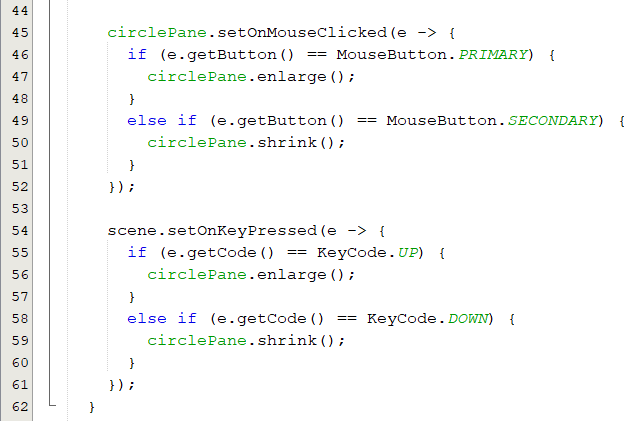 44
45 circlePane.setOnMouseClicked(e -> {
46 if (e.getButton() == MouseButton.PRIMARY) {
47 circlePane.enlarge();
48 }
49 else if (e.getButton() == MouseButton.SECONDARY) {
50 circlePane.shrink();
51 }
52 });
53
54 scene.setOnKeyPressed(e -> {
55 if (e.getCode() == KeyCode.UP) {
56 circlePane.enlarge();
57 }
58 else if (e.getCode() == KeyCode.DOWN) {
59 circlePane.shrink();
60 }
61 });
62 }